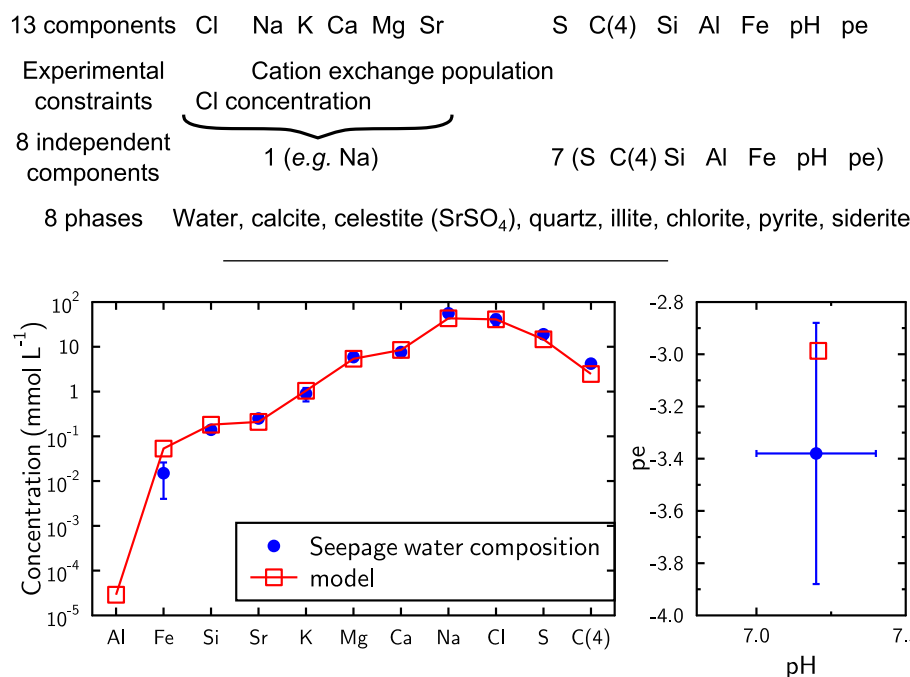 13 components Cl Na K Ca Mg Sr S C(4) Si Al Fe pH pe
Experimental constraints
Cation exchange population
Cl concentration
8 independent components
1 (e.g. Na) 7 (S C(4) Si Al Fe pH pe)
8 phases Water, calcite, celestite (SrSO4), quartz, illite, chlorite, pyrite, siderite
Concentration (mmol L-1)
10^2
10
1
10^-1
10^-2
10^-3
10^-4
10^-5
Al Fe Si Sr K Mg Ca Na Cl S C(4)
Seepage water composition
model
pe
-2.8
-3.0
-3.2
-3.4
-3.6
-3.8
-4.0
7.0 7.
pH